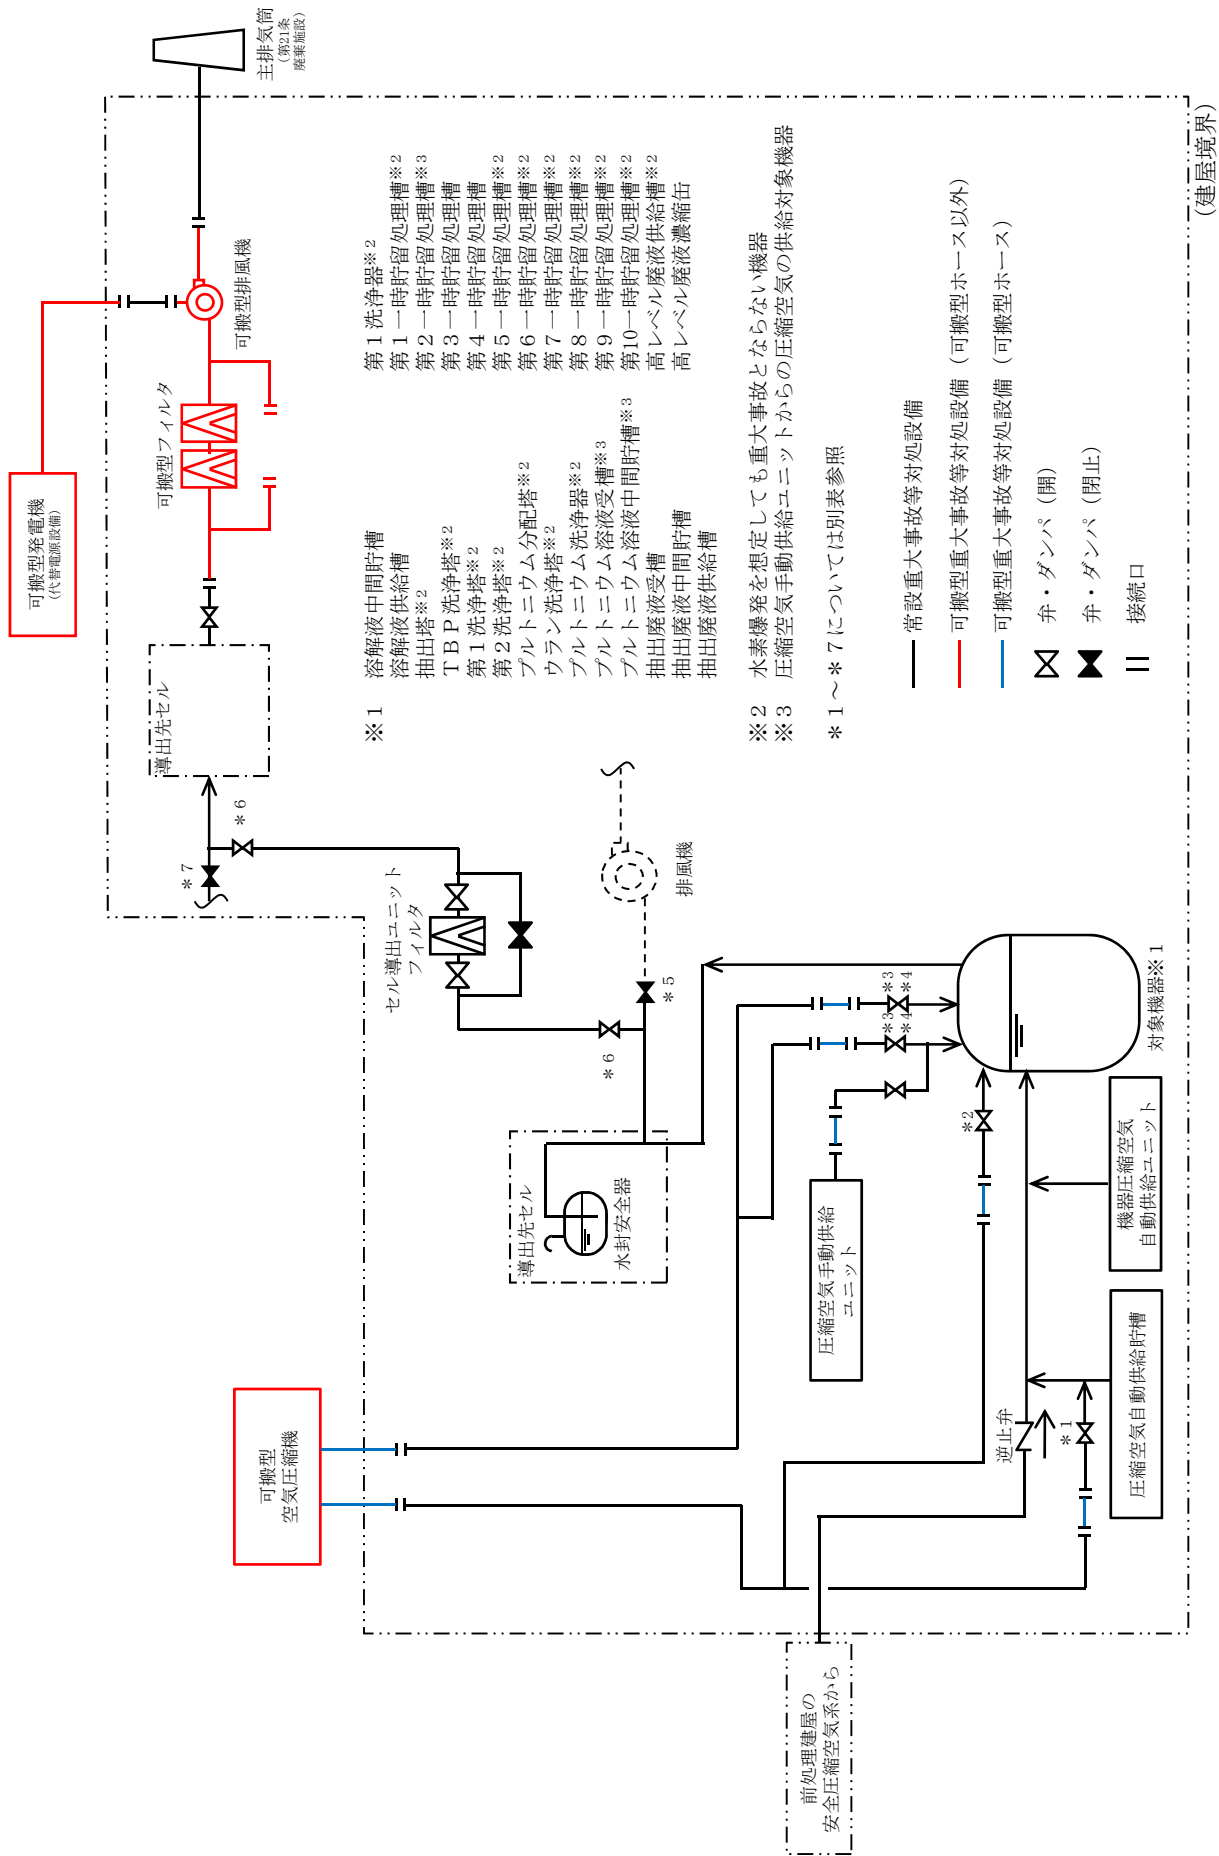 可搬型発電機
(代替電源設備)
主排気筒
(第21条
廃棄施設)
可搬型排風機
可搬型フィルタ
導出先セル
*7
*6
セル導出ユニット
フィルタ
排風機
*5
*6
導出先セル
水封安全器
可搬型
空気圧縮機
圧縮空気手動供給
ユニット
*3
*4
*3
*4
*2
対象機器※1
機器圧縮空気
自動供給ユニット
逆止弁
*1
圧縮空気自動供給貯槽
前処理建屋の
安全圧縮空気系から
※1
溶解液中間貯槽
溶解液供給槽
抽出塔※2
TBP洗浄塔※2
第1洗浄塔※2
第2洗浄塔※2
プルトニウム分配塔※2
ウラン洗浄塔※2
プルトニウム洗浄器※2
プルトニウム溶液受槽※3
プルトニウム溶液中間貯槽※3
抽出廃液受槽
抽出廃液中間貯槽
抽出廃液供給槽
第1洗浄器※2
第1一時貯留処理槽※2
第2一時貯留処理槽※3
第3一時貯留処理槽
第4一時貯留処理槽
第5一時貯留処理槽※2
第6一時貯留処理槽※2
第7一時貯留処理槽※2
第8一時貯留処理槽※2
第9一時貯留処理槽※2
第10一時貯留処理槽※2
高レベル廃液供給槽※2
高レベル廃液濃縮缶
※2 水素爆発を想定しても重大事故とならない機器
※3 圧縮空気手動供給ユニットからの圧縮空気の供給対象機器
*1～*7については別表参照
常設重大事故等対処設備
可搬型重大事故等対処設備（可搬型ホース以外）
可搬型重大事故等対処設備（可搬型ホース）
弁・ダンパ（開）
弁・ダンパ（閉止）
接続口
(建屋境界)